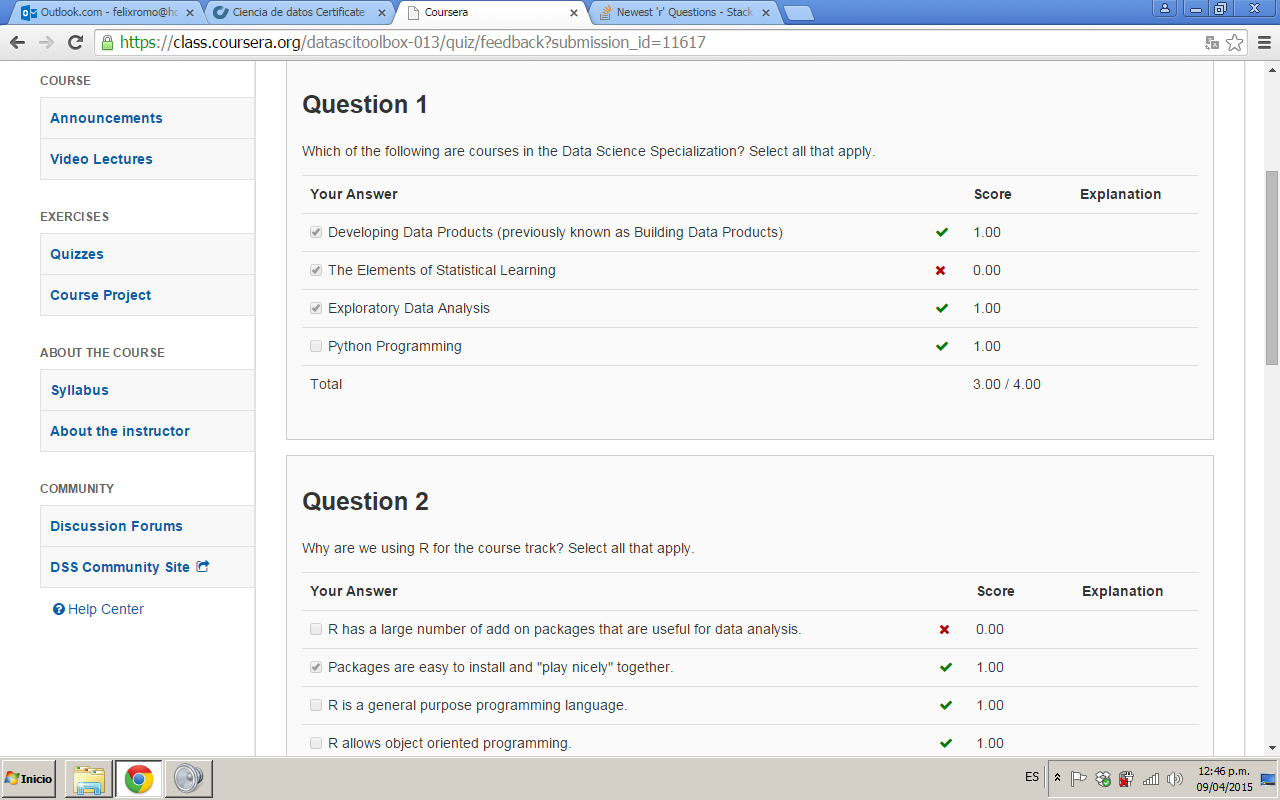 Outlook.com - felixromo@hc
Ciencia de datos Certificate
Coursera
Newest 'r' Questions - Stack
https://class.coursera.org/datascitoolbox-013/quiz/feedback?submission_id=11617
COURSE
Announcements
Video Lectures
EXERCISES
Quizzes
Course Project
ABOUT THE COURSE
Syllabus
About the instructor
COMMUNITY
Discussion Forums
DSS Community Site
Help Center
Question 1
Which of the following are courses in the Data Science Specialization? Select all that apply.
Your Answer Score Explanation
Developing Data Products (previously known as Building Data Products) 1.00
The Elements of Statistical Learning 0.00
Exploratory Data Analysis 1.00
Python Programming 1.00
Total 3.00 / 4.00
Question 2
Why are we using R for the course track? Select all that apply.
Your Answer Score Explanation
R has a large number of add on packages that are useful for data analysis. 0.00
Packages are easy to install and "play nicely" together. 1.00
R is a general purpose programming language. 1.00
R allows object oriented programming. 1.00
Inicio
ES
12:46 p.m.
09/04/2015